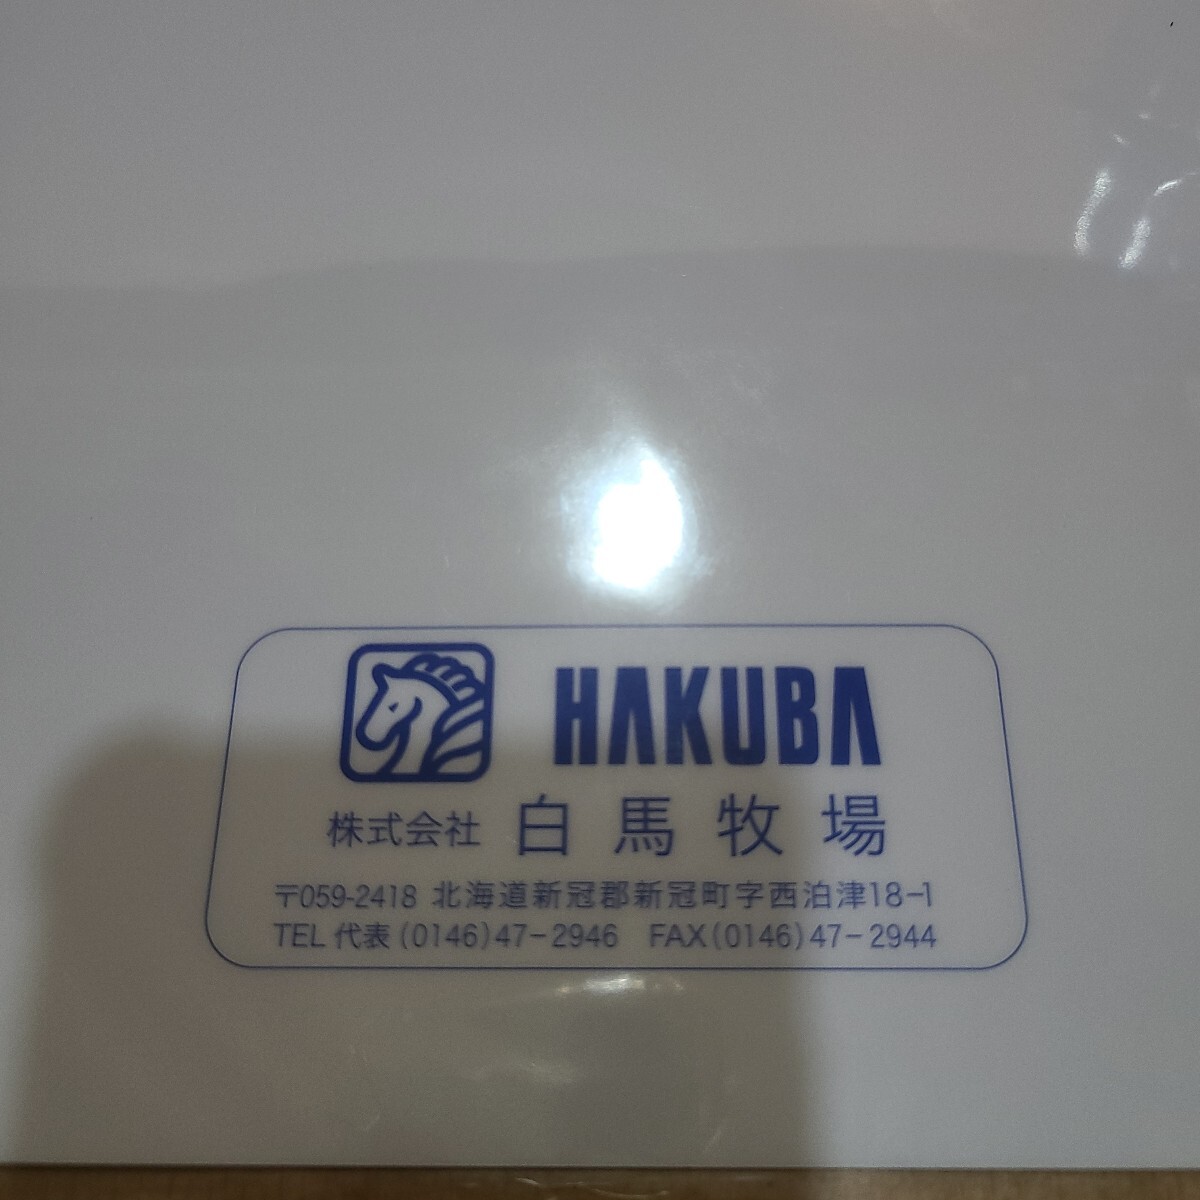 HAKUBA
株式会社 白馬牧場
〒059-2418 北海道新冠郡新冠町字西泊津18-1
TEL 代表 (0146)47-2946 FAX(0146)47-2944